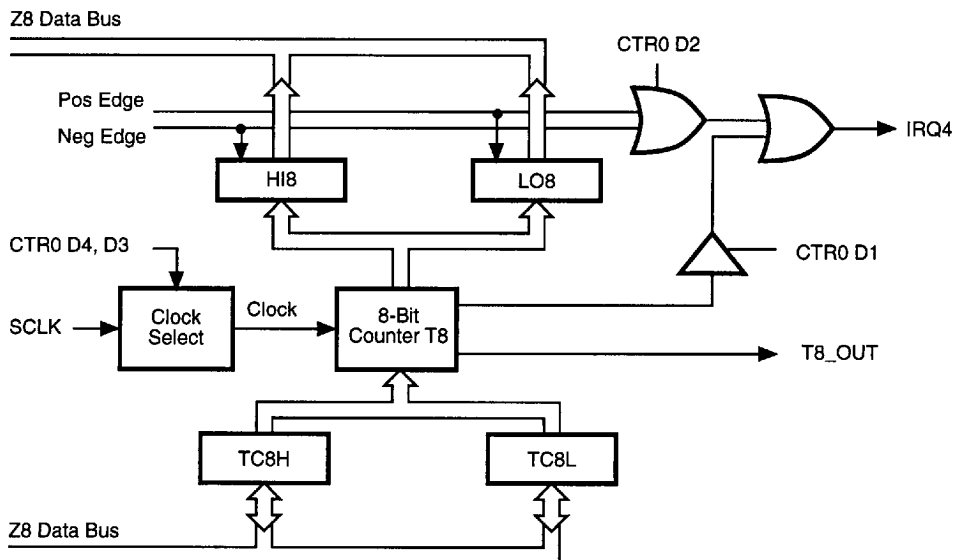 Z8 Data Bus
CTR0 D2
Pos Edge
Neg Edge
IRQ4
HI8
LO8
CTR0 D4, D3
CTR0 D1
SCLK
Clock
Select
Clock
8-Bit
Counter T8
T8_OUT
TC8H
TC8L
Z8 Data Bus